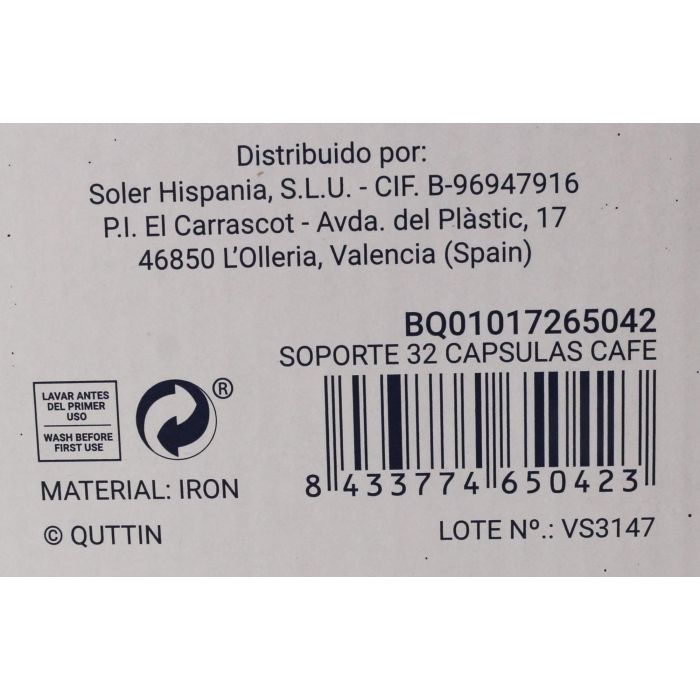 Distribuido por:
Soler Hispania, S.L.U. - CIF. B-96947916
P.I. El Carrascot - Avda. del Plàstic, 17
46850 L'Olleria, Valencia (Spain)
BQ01017265042
SOPORTE 32 CAPSULAS CAFE
LAVAR ANTES
DEL PRIMER
USO
WASH BEFORE
FIRST USE
®
MATERIAL: IRON
8 433774 650423
© QUTTIN
LOTE Nº.: VS3147